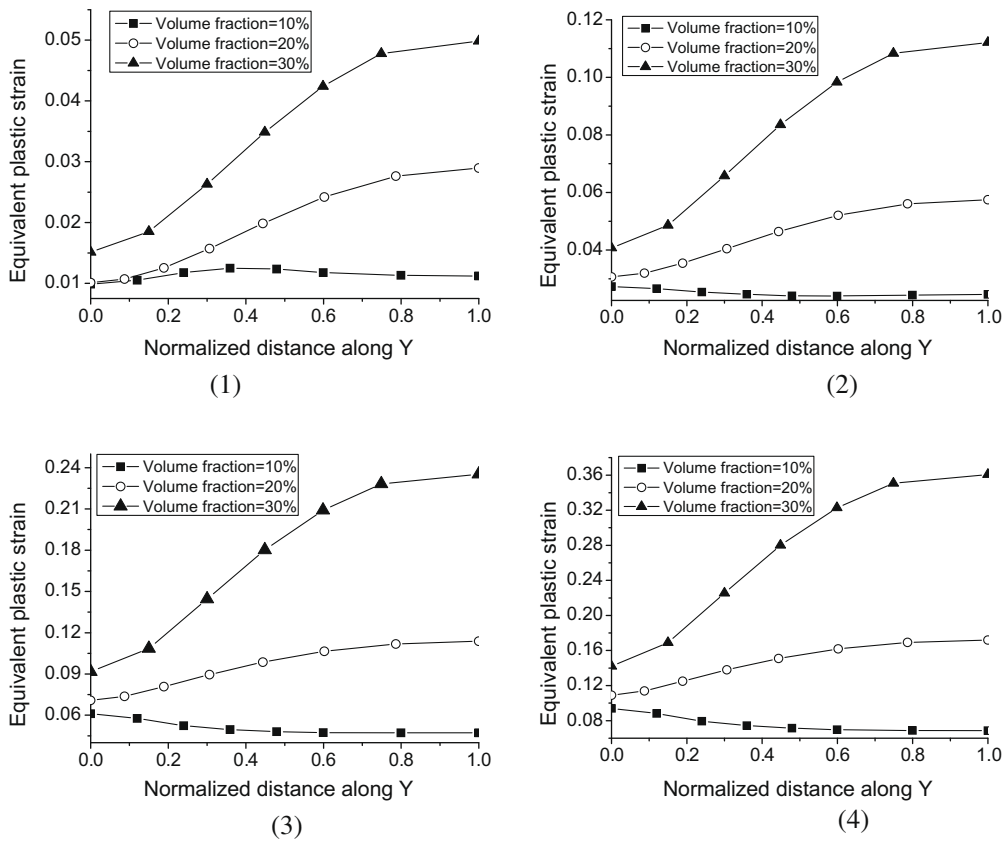 Volume fraction=10%
Volume fraction=20%
Volume fraction=30%
Equivalent plastic strain
0.05
0.04
0.03
0.02
0.01
0.0 0.2 0.4 0.6 0.8 1.0
Normalized distance along Y
(1)
Volume fraction=10%
Volume fraction=20%
Volume fraction=30%
Equivalent plastic strain
0.12
0.10
0.08
0.06
0.04
0.0 0.2 0.4 0.6 0.8 1.0
Normalized distance along Y
(2)
Volume fraction=10%
Volume fraction=20%
Volume fraction=30%
Equivalent plastic strain
0.24
0.21
0.18
0.15
0.12
0.09
0.06
0.0 0.2 0.4 0.6 0.8 1.0
Normalized distance along Y
(3)
Volume fraction=10%
Volume fraction=20%
Volume fraction=30%
Equivalent plastic strain
0.36
0.32
0.28
0.24
0.20
0.16
0.12
0.08
0.0 0.2 0.4 0.6 0.8 1.0
Normalized distance along Y
(4)